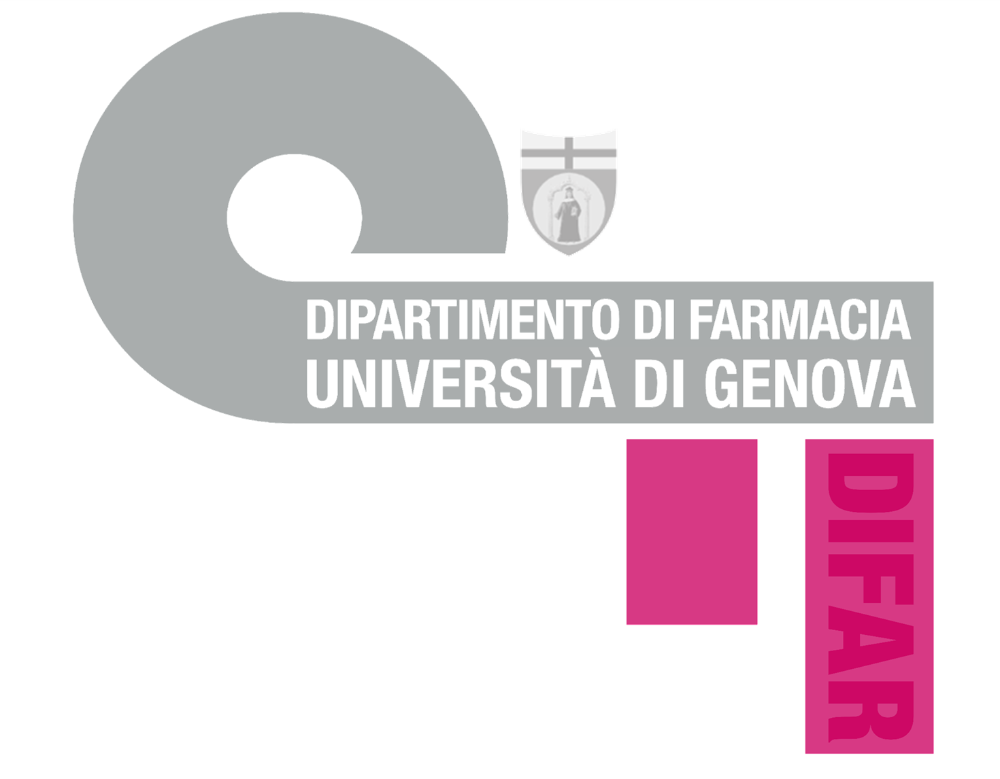 DIPARTIMENTO DI FARMACIA
UNIVERSITÀ DI GENOVA
DIFAR